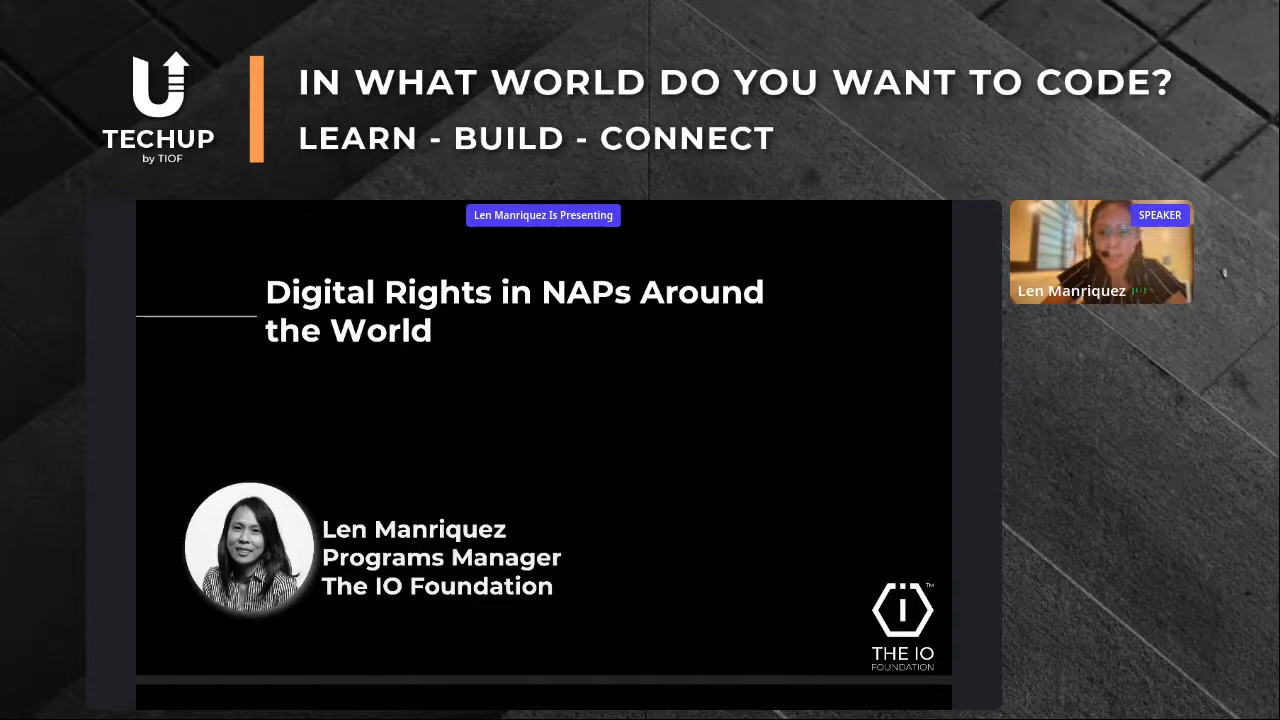 IN WHAT WORLD DO YOU WANT TO CODE?
LEARN - BUILD - CONNECT
TECHUP
by TIOF
Len Manriquez Is Presenting
SPEAKER
Len Manriquez
Digital Rights in NAPs Around
the World
Len Manriquez
Programs Manager
The IO Foundation
TM
THE IO
FOUNDATION